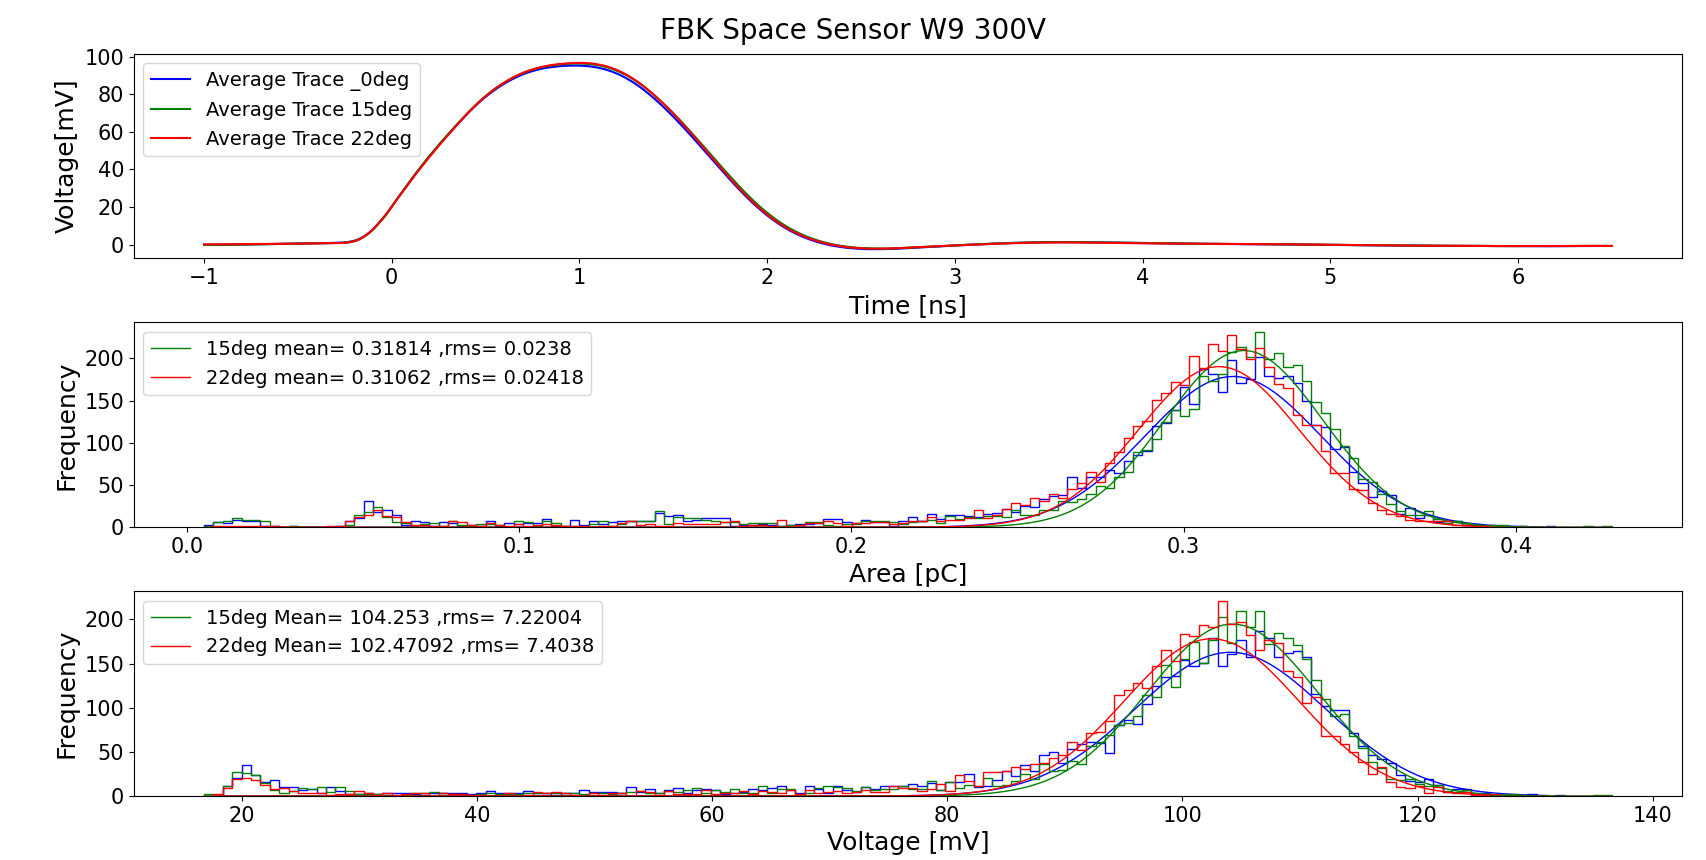 FBK Space Sensor W9 300V
100
80
60
40
20
0
Voltage[mV]
Average Trace _0deg
Average Trace 15deg
Average Trace 22deg
−1 0 1 2 3 4 5 6
Time [ns]
200
150
100
50
0
Frequency
15deg mean= 0.31814 ,rms= 0.0238
22deg mean= 0.31062 ,rms= 0.02418
0.0 0.1 0.2 0.3 0.4
Area [pC]
200
150
100
50
0
Frequency
15deg Mean= 104.253 ,rms= 7.22004
22deg Mean= 102.47092 ,rms= 7.4038
20 40 60 80 100 120 140
Voltage [mV]